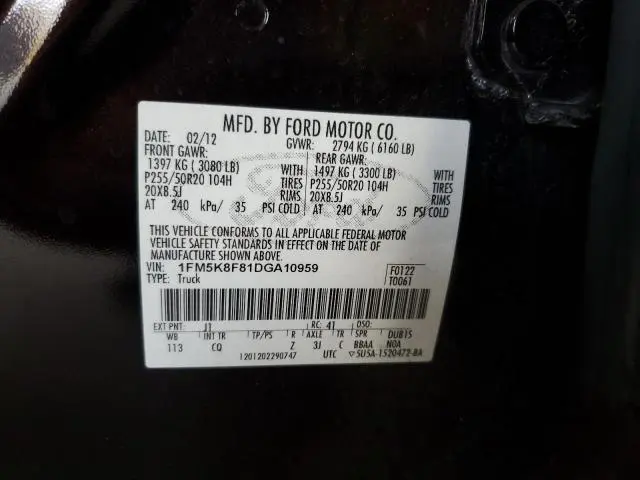 MFD. BY FORD MOTOR CO.
DATE: 02/12 GVWR: 2794 KG ( 6160 LB)
FRONT GAWR: REAR GAWR:
1397 KG ( 3080 LB) WITH 1497 KG ( 3300 LB) WITH
P255/50R20 104H TIRES P255/50R20 104H TIRES
20X8.5J RIMS 20X8.5J RIMS
AT 240 kPa/ 35 PSI COLD AT 240 kPa/ 35 PSI COLD
THIS VEHICLE CONFORMS TO ALL APPLICABLE FEDERAL MOTOR
VEHICLE SAFETY STANDARDS IN EFFECT ON THE DATE OF
MANUFACTURE SHOWN ABOVE.
VIN: 1FM5K8F81DGA10959 F0122
TYPE: Truck T0061
EXT PNT: J1 RC: 41 DSO:
WB INT TR TP/PS R AXLE TR SPR DUB15
113 CQ Z 3J C BBAA N0A
1201202290747 UTC ▽5U5A-1520472-BA